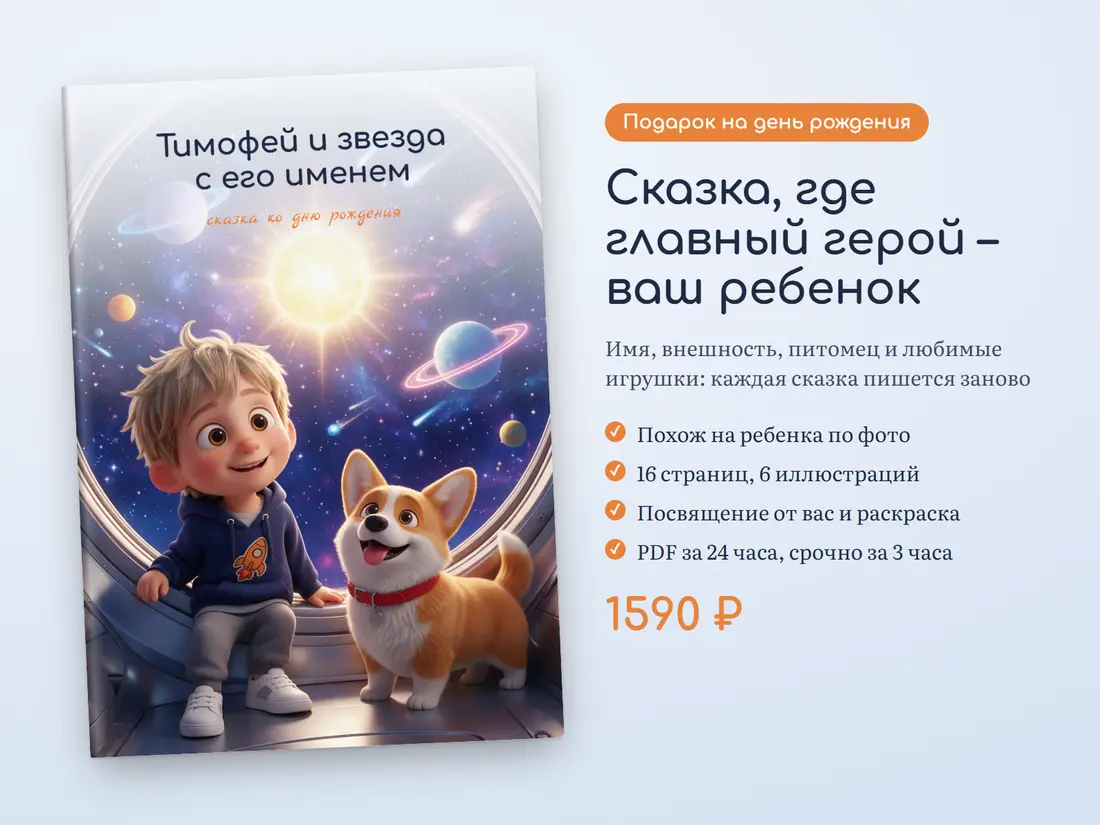 Тимофей и звезда
с его именем
сказка ко дню рождения
Подарок на день рождения
Сказка, где
главный герой –
ваш ребенок
Имя, внешность, питомец и любимые
игрушки: каждая сказка пишется заново
Похож на ребенка по фото
16 страниц, 6 иллюстраций
Посвящение от вас и раскраска
PDF за 24 часа, срочно за 3 часа
1590 ₽